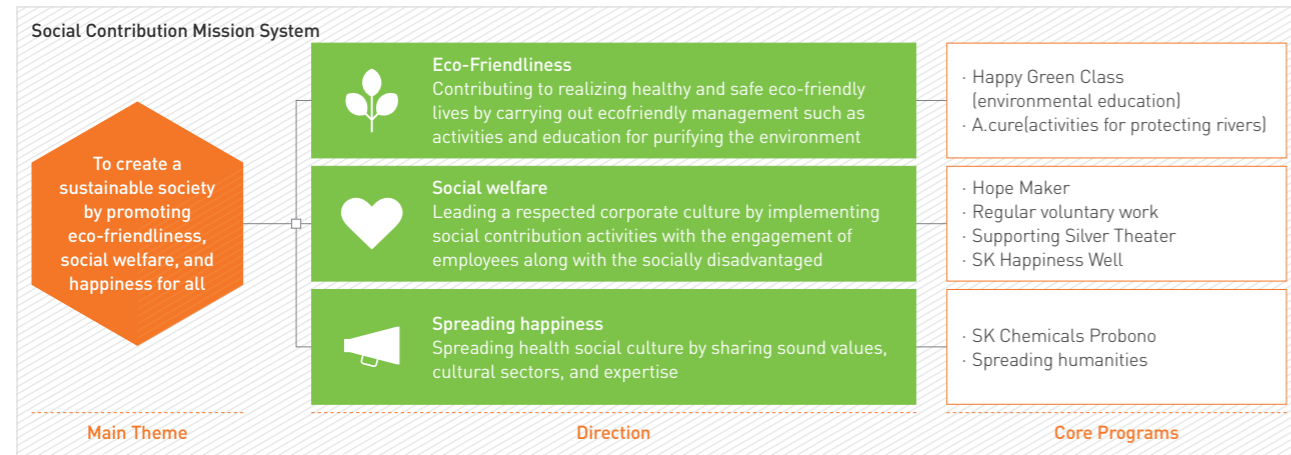 Social Contribution Mission System
To create a
sustainable society
by promoting
eco-friendliness,
social welfare, and
happiness for all
Eco-Friendliness
Contributing to realizing healthy and safe eco-friendly
lives by carrying out ecofriendly management such as
activities and education for purifying the environment
· Happy Green Class
(environmental education)
· A.cure(activities for protecting rivers)
Social welfare
Leading a respected corporate culture by implementing
social contribution activities with the engagement of
employees along with the socially disadvantaged
· Hope Maker
· Regular voluntary work
· Supporting Silver Theater
· SK Happiness Well
Spreading happiness
Spreading health social culture by sharing sound values,
cultural sectors, and expertise
· SK Chemicals Probono
· Spreading humanities
Main Theme
Direction
Core Programs